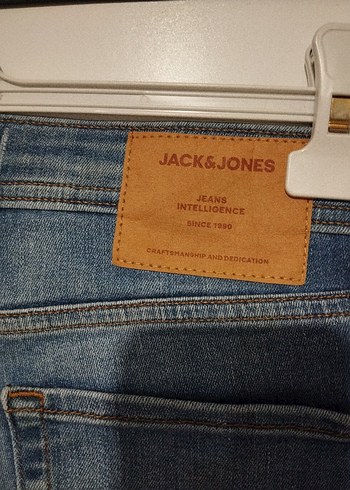 JACK&JONES
JEANS
INTELLIGENCE
SINCE 1990
CRAFTSMANSHIP AND DEDICATION